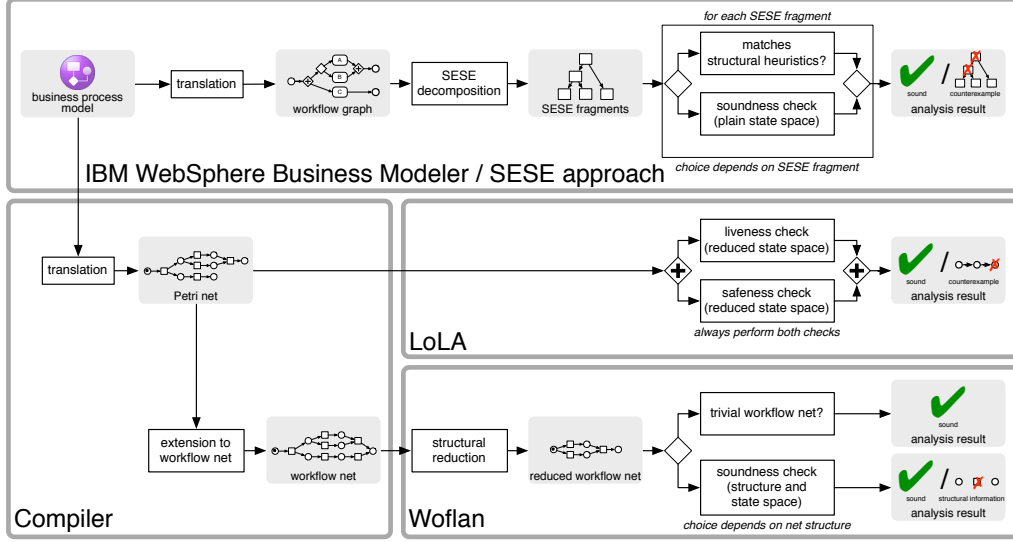 for each SESE fragment
business process
model
translation
A
B
C
workflow graph
SESE
decomposition
SESE fragments
matches
structural heuristics?
soundness check
(plain state space)
choice depends on SESE fragment
/
sound
counterexample
analysis result
IBM WebSphere Business Modeler / SESE approach
translation
Petri net
extension to
workflow net
workflow net
Compiler
liveness check
(reduced state space)
safeness check
(reduced state space)
always perform both checks
/
sound
counterexample
analysis result
LoLA
structural
reduction
reduced workflow net
trivial workflow net?
soundness check
(structure and
state space)
choice depends on net structure
sound
analysis result
/
sound
structural information
analysis result
Woflan